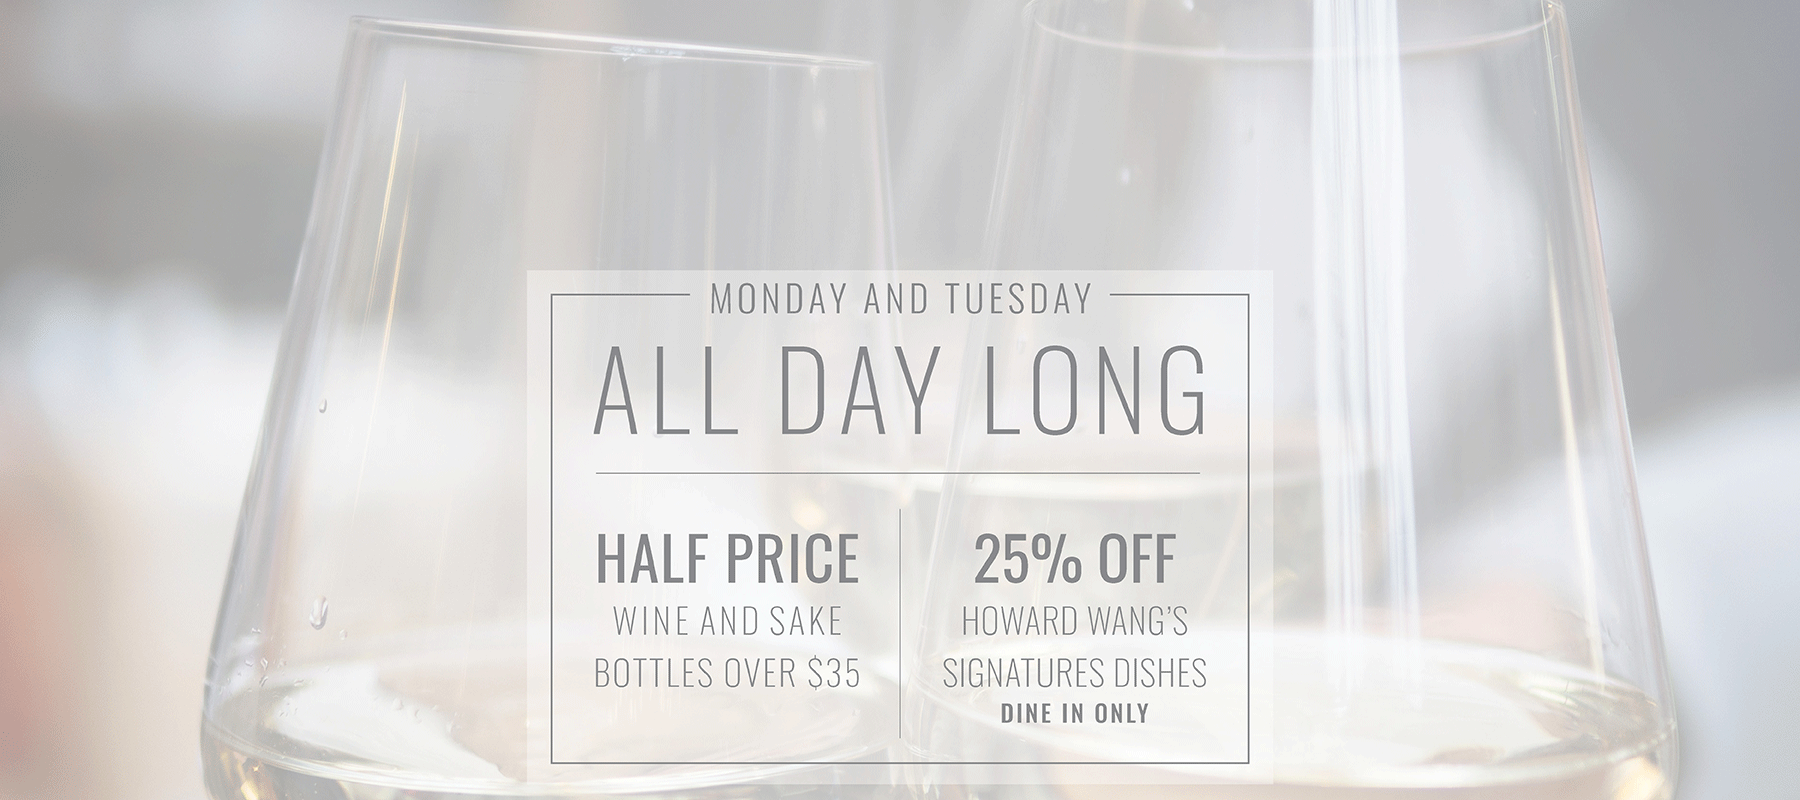 MONDAY AND TUESDAY
ALL DAY LONG
HALF PRICE
WINE AND SAKE
BOTTLES OVER $35
25% OFF
HOWARD WANG'S
SIGNATURES DISHES
DINE IN ONLY